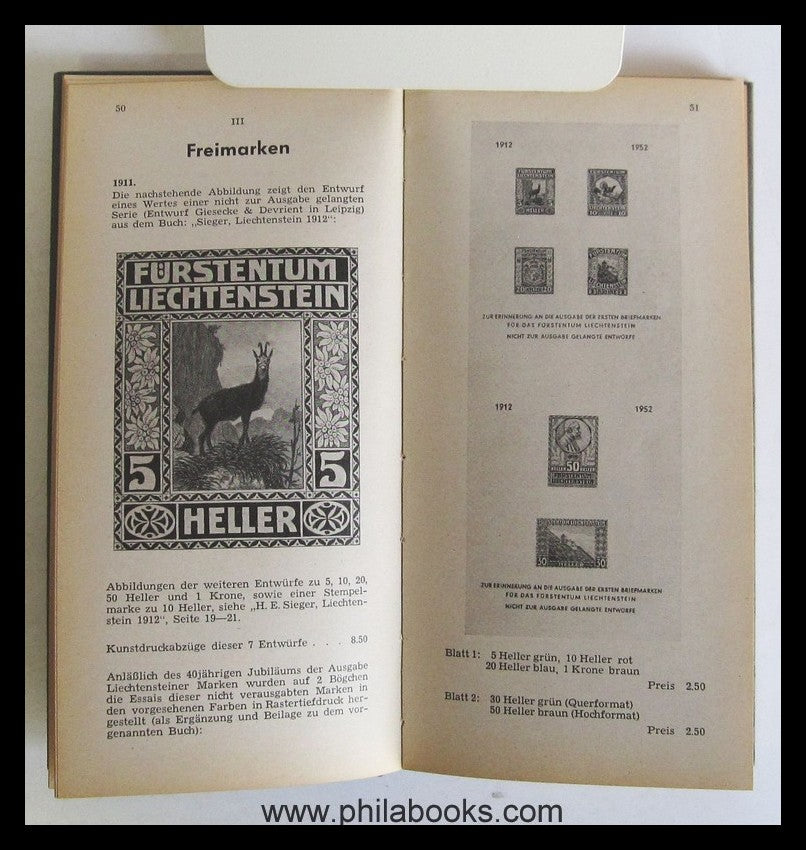 50
III
Freimarken
1911.
Die nachstehende Abbildung zeigt den Entwurf
eines Wertes einer nicht zur Ausgabe gelangten
Serie (Entwurf Giesecke & Devrient in Leipzig)
aus dem Buch: „Sieger, Liechtenstein 1912“:
FÜRSTENTUM
LIECHTENSTEIN
5 5
HELLER
Abbildungen der weiteren Entwürfe zu 5, 10, 20,
50 Heller und 1 Krone, sowie einer Stempel-
marke zu 10 Heller, siehe „H. E. Sieger, Liechten-
stein 1912“, Seite 19—21.
Kunstdruckabzüge dieser 7 Entwürfe . . . . 8.50
Anläßlich des 40jährigen Jubiläums der Ausgabe
Liechtensteiner Marken wurden auf 2 Bögchen
die Essais dieser nicht verausgabten Marken in
den vorgesehenen Farben in Rastertiefdruck her-
gestellt (als Ergänzung und Beilage zu dem vor-
genannten Buch):
51
1912 1952
HELLER
ZUR ERINNERUNG AN DIE AUSGABE DER ERSTEN BRIEFMARKEN
FÜR DAS FÜRSTENTUM LIECHTENSTEIN
NICHT ZUR AUSGABE GELANGTE ENTWÜRFE
1912 1952
HELLER 50 HELLER
FÜRSTENTUM
LIECHTENSTEIN
30 HELLER 30
ZUR ERINNERUNG AN DIE AUSGABE DER ERSTEN BRIEFMARKEN
FÜR DAS FÜRSTENTUM LIECHTENSTEIN
NICHT ZUR AUSGABE GELANGTE ENTWÜRFE
Blatt 1: 5 Heller grün, 10 Heller rot
20 Heller blau, 1 Krone braun
Preis 2.50
Blatt 2: 30 Heller grün (Querformat)
50 Heller braun (Hochformat)
Preis 2.50
www.philabooks.com